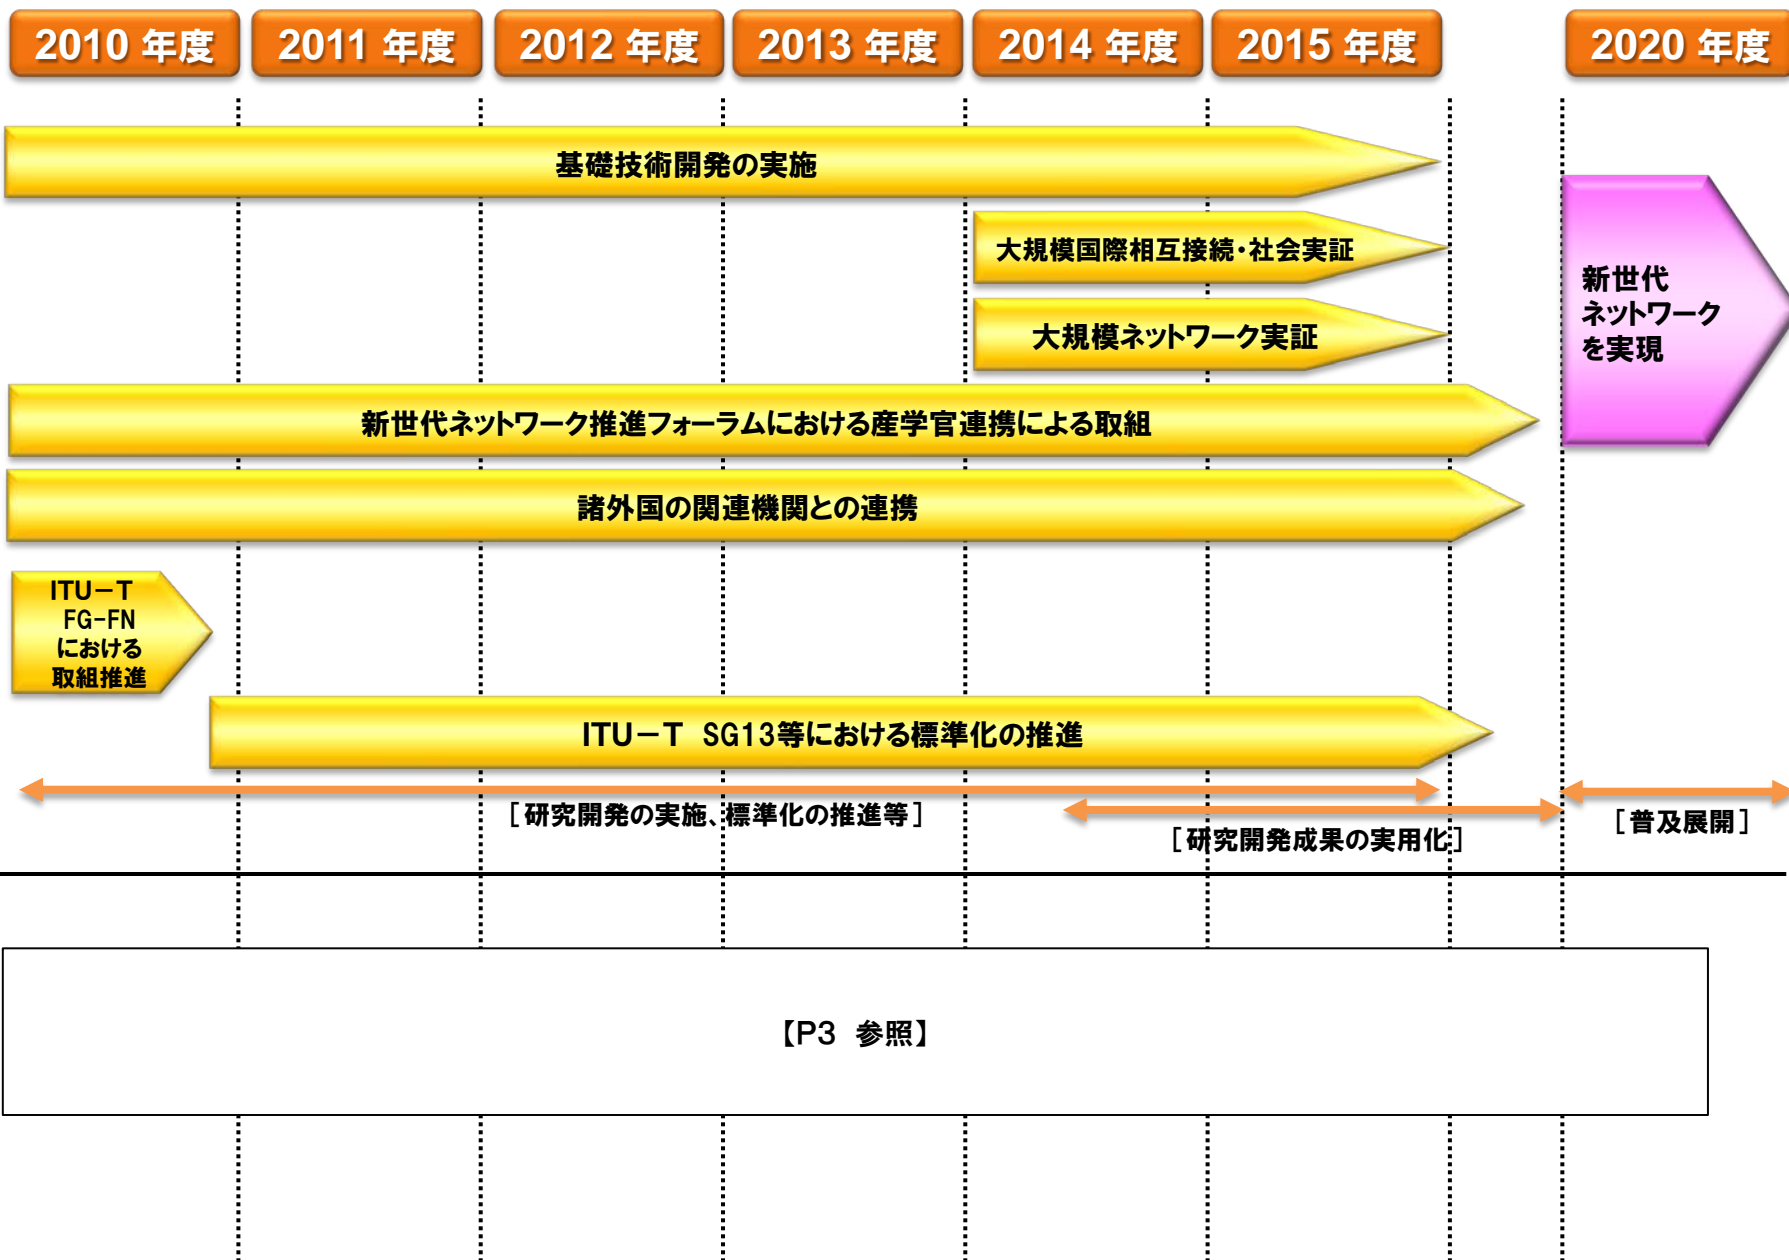 2010 年度
2011 年度
2012 年度
2013 年度
2014 年度
2015 年度
2020 年度
基礎技術開発の実施
大規模国際相互接続・社会実証
大規模ネットワーク実証
新世代
ネットワーク
を実現
新世代ネットワーク推進フォーラムにおける産学官連携による取組
諸外国の関連機関との連携
ITU－T
FG-FN
における
取組推進
ITU－T SG13等における標準化の推進
［研究開発の実施、標準化の推進等］
［研究開発成果の実用化］
［普及展開］
【P3 参照】